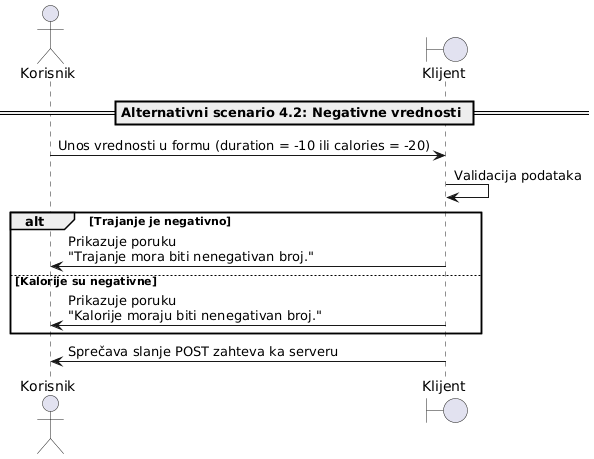 Korisnik
Klijent
Alternativni scenario 4.2: Negativne vrednosti
Unos vrednosti u formu (duration = -10 ili calories = -20)
Validacija podataka
alt [Trajanje je negativno]
Prikazuje poruku
"Trajanje mora biti nenegativan broj."
[Kalorije su negativne]
Prikazuje poruku
"Kalorije moraju biti nenegativan broj."
Sprečava slanje POST zahteva ka serveru
Korisnik
Klijent